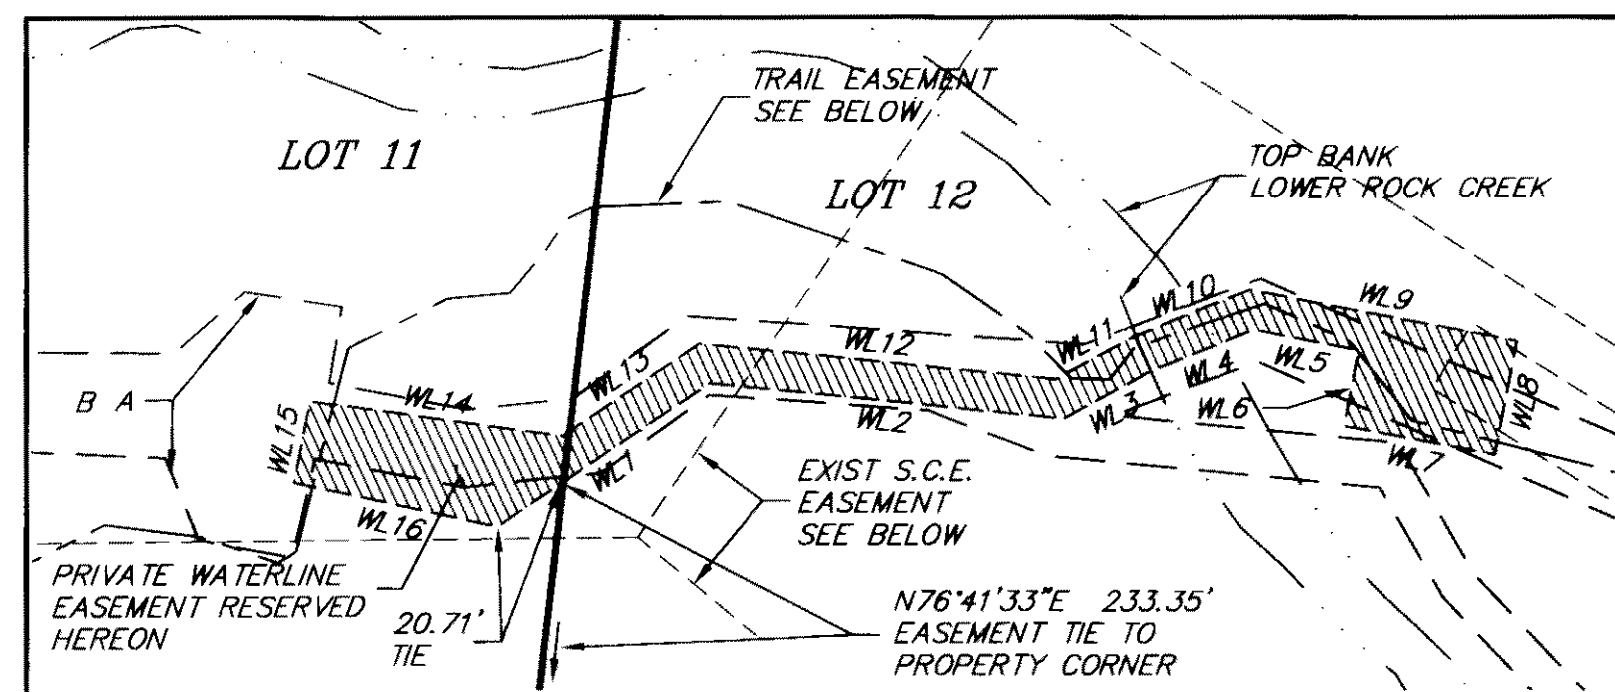 TRAIL EASEMENT
SEE BELOW
LOT 11
LOT 12
TOP BANK
LOWER ROCK CREEK
WL10
WL9
WL11
WL12
WL13
WL4
WL5
WL8
WL14
B A
WL3
WL6
WL2
WL15
WL1
WL7
EXIST S.C.E.
EASEMENT
SEE BELOW
WL16
PRIVATE WATERLINE
EASEMENT RESERVED
HEREON
20.71'
TIE
N76°41'33"E 233.35'
EASEMENT TIE TO
PROPERTY CORNER